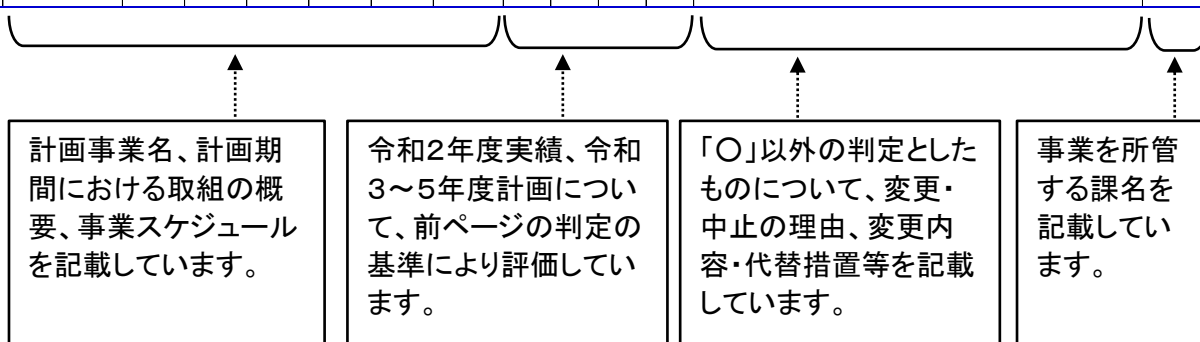 計画事業名、計画期
間における取組の概
要、事業スケジュール
を記載しています。
令和2年度実績、令和
3～5年度計画につい
て、前ページの判定の
基準により評価してい
ます。
「○」以外の判定とした
ものについて、変更・
中止の理由、変更内
容・代替措置等を記載
しています。
事業を所管
する課名を
記載してい
ます。